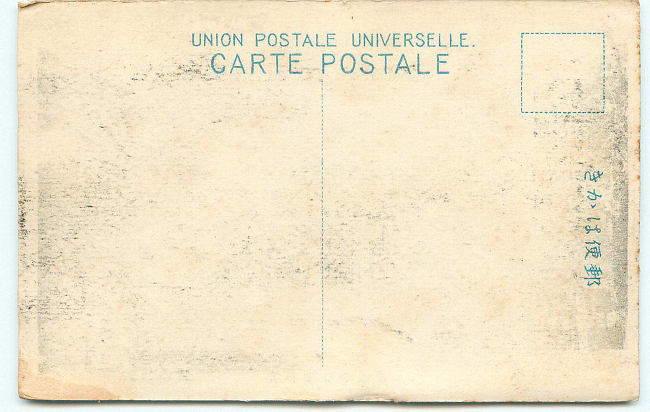 UNION POSTALE UNIVERSELLE.
CARTE POSTALE
郵便はかき